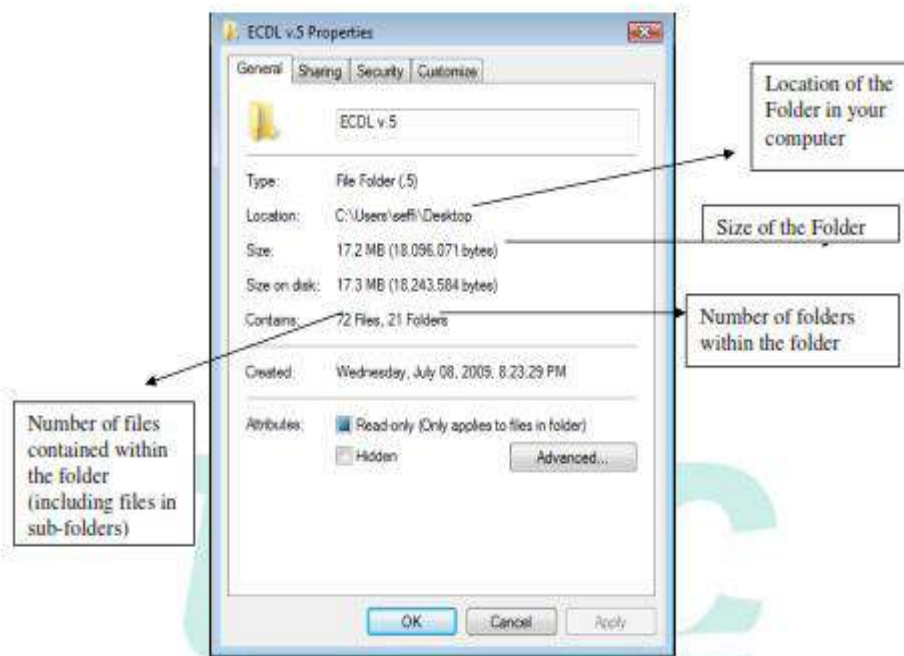 ECDL v.5 Properties
General Sharing Security Customize
ECDL v.5
Type: File Folder (.5)
Location: C:\Users\seffi\Desktop
Size: 17.2 MB (18.096.071 bytes)
Size on disk: 17.3 MB (18.243.584 bytes)
Contains: 72 Files, 21 Folders
Created: Wednesday, July 08, 2009, 8:23:29 PM
Attributes: Read-only (Only applies to files in folder)
Hidden Advanced...
OK Cancel Apply
Location of the
Folder in your
computer
Size of the Folder
Number of folders
within the folder
Number of files
contained within
the folder
(including files in
sub-folders)